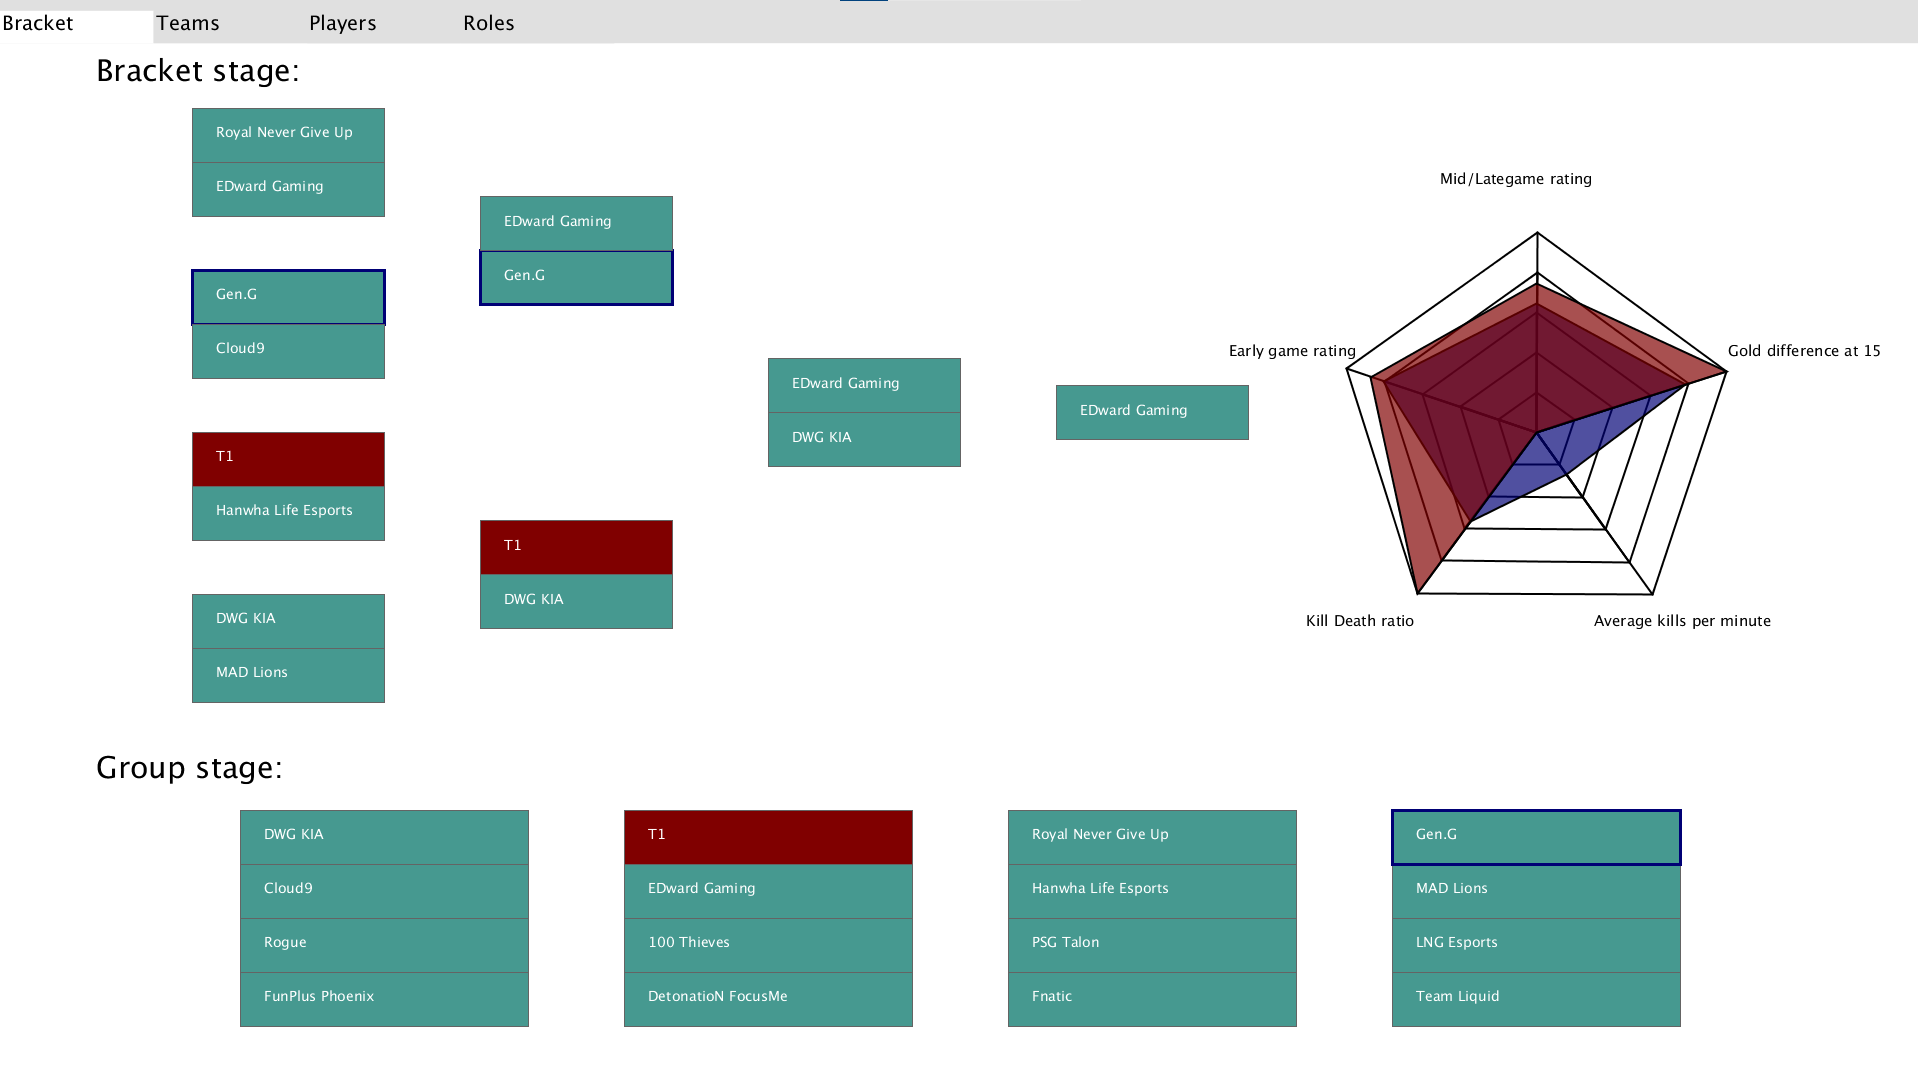 Bracket
Teams
Players
Roles
Bracket stage:
Royal Never Give Up
EDward Gaming
Gen.G
Cloud9
T1
Hanwha Life Esports
DWG KIA
MAD Lions
EDward Gaming
Gen.G
T1
DWG KIA
EDward Gaming
DWG KIA
EDward Gaming
Mid/Lategame rating
Early game rating
Gold difference at 15
Kill Death ratio
Average kills per minute
Group stage:
DWG KIA
Cloud9
Rogue
FunPlus Phoenix
T1
EDward Gaming
100 Thieves
DetonatioN FocusMe
Royal Never Give Up
Hanwha Life Esports
PSG Talon
Fnatic
Gen.G
MAD Lions
LNG Esports
Team Liquid